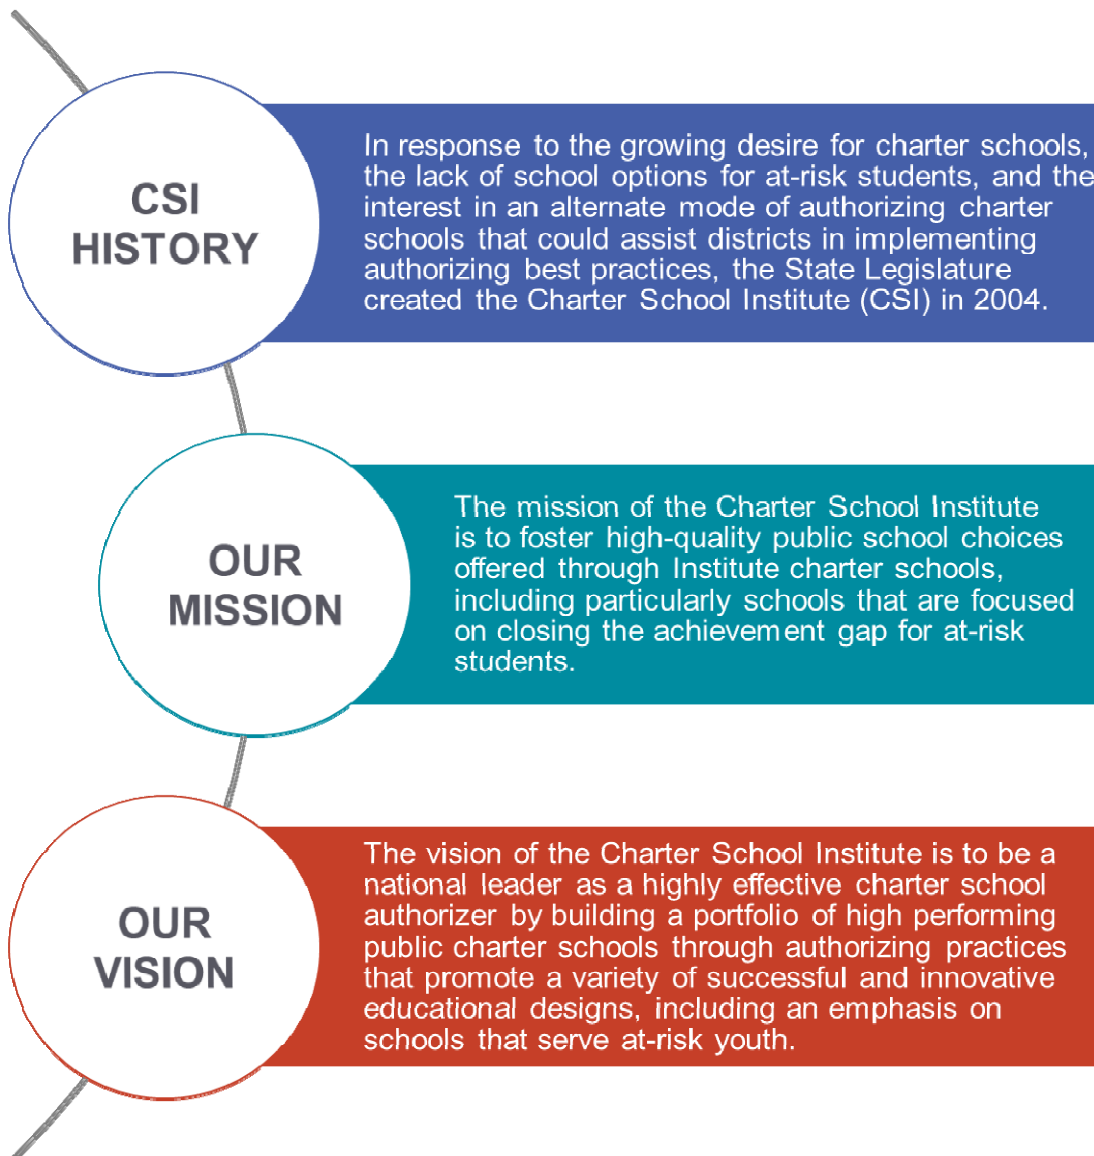 CSI
HISTORY
In response to the growing desire for charter schools,
the lack of school options for at-risk students, and the
interest in an alternate mode of authorizing charter
schools that could assist districts in implementing
authorizing best practices, the State Legislature
created the Charter School Institute (CSI) in 2004.
OUR
MISSION
The mission of the Charter School Institute
is to foster high-quality public school choices
offered through Institute charter schools,
including particularly schools that are focused
on closing the achievement gap for at-risk
students.
OUR
VISION
The vision of the Charter School Institute is to be a
national leader as a highly effective charter school
authorizer by building a portfolio of high performing
public charter schools through authorizing practices
that promote a variety of successful and innovative
educational designs, including an emphasis on
schools that serve at-risk youth.